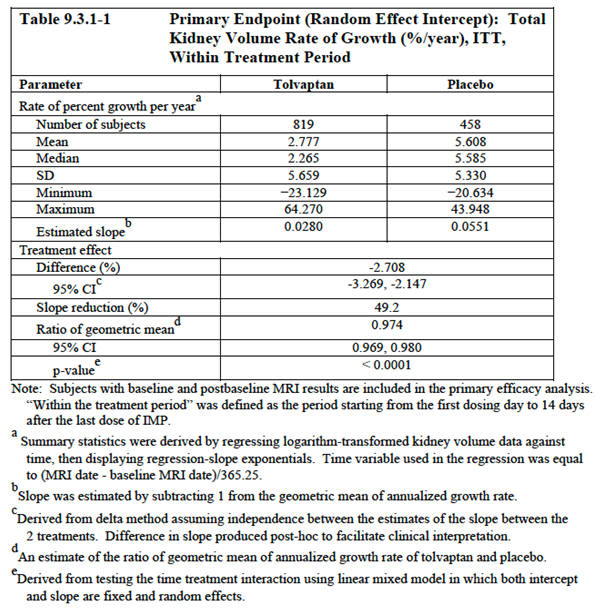 Table 9.3.1-1 Primary Endpoint (Random Effect Intercept): Total
Kidney Volume Rate of Growth (%/year), ITT,
Within Treatment Period
Parameter Tolvaptan Placebo
Rate of percent growth per year a
Number of subjects 819 458
Mean 2.777 5.608
Median 2.265 5.585
SD 5.659 5.330
Minimum −23.129 −20.634
Maximum 64.270 43.948
Estimated slope b 0.0280 0.0551
Treatment effect
Difference (%) -2.708
95% CI c -3.269, -2.147
Slope reduction (%) 49.2
Ratio of geometric mean d 0.974
95% CI 0.969, 0.980
p-value e < 0.0001
Note: Subjects with baseline and postbaseline MRI results are included in the primary efficacy analysis.
“Within the treatment period” was defined as the period starting from the first dosing day to 14 days
after the last dose of IMP.
a Summary statistics were derived by regressing logarithm-transformed kidney volume data against
time, then displaying regression-slope exponentials. Time variable used in the regression was equal
to (MRI date - baseline MRI date)/365.25.
b Slope was estimated by subtracting 1 from the geometric mean of annualized growth rate.
c Derived from delta method assuming independence between the estimates of the slope between the
2 treatments. Difference in slope produced post-hoc to facilitate clinical interpretation.
d An estimate of the ratio of geometric mean of annualized growth rate of tolvaptan and placebo.
e Derived from testing the time treatment interaction using linear mixed model in which both intercept
and slope are fixed and random effects.